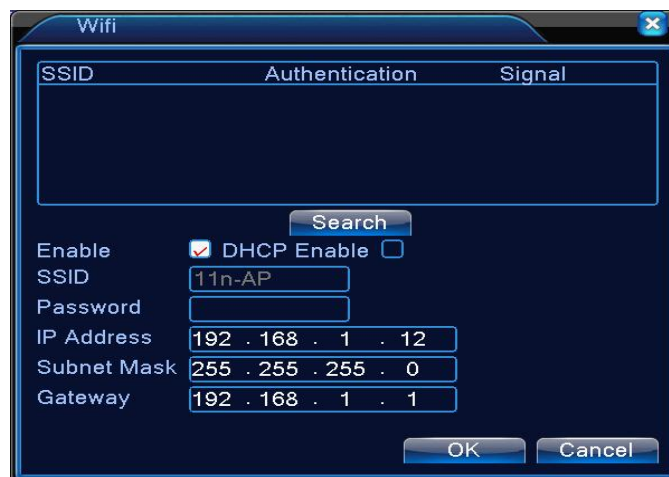 Wifi
SSID Authentication Signal
Search
Enable DHCP Enable
SSID 11n-AP
Password
IP Address 192 . 168 . 1 . 12
Subnet Mask 255 . 255 . 255 . 0
Gateway 192 . 168 . 1 . 1
OK Cancel